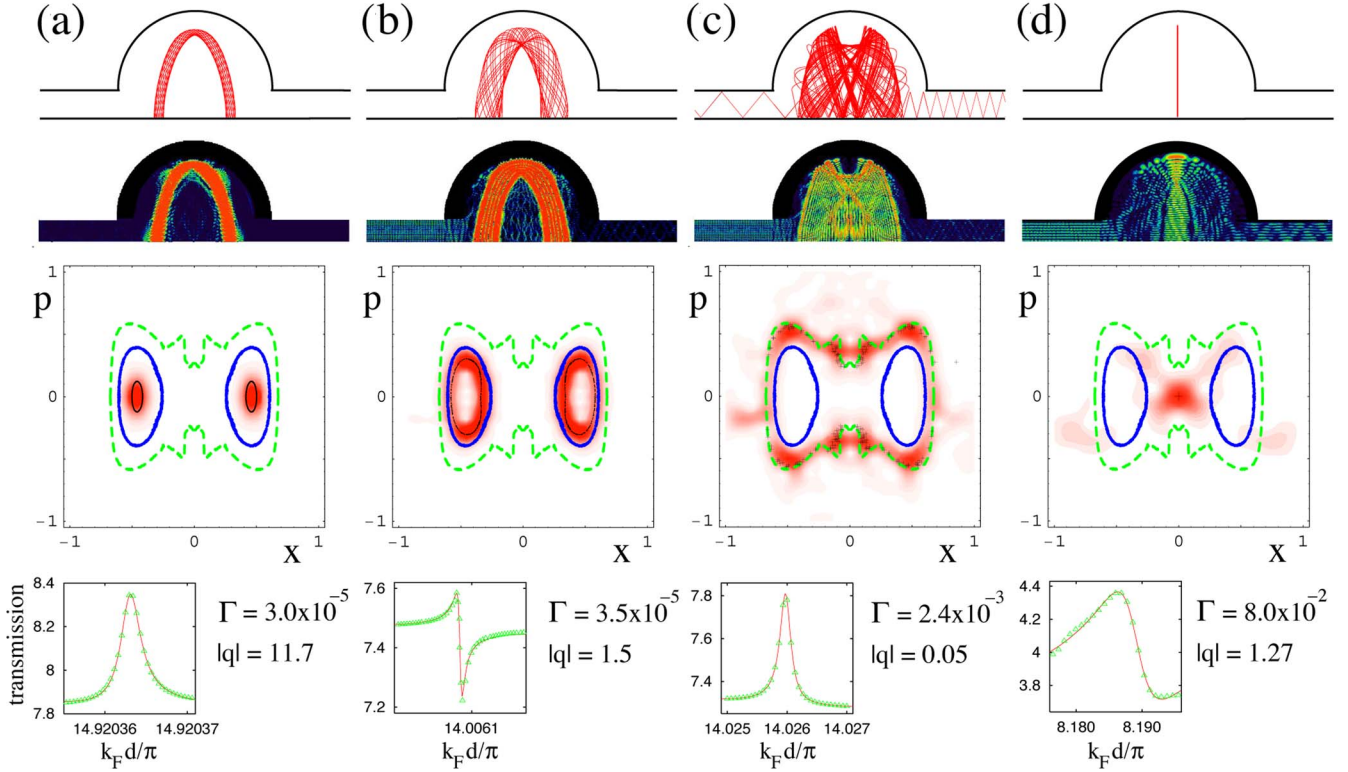 (a) (b) (c) (d)
p
1
0
-1
-1 0 1
x
p
1
0
-1
-1 0 1
x
p
1
0
-1
-1 0 1
x
p
1
0
-1
-1 0 1
x
transmission
8.4
8.2
8
7.8
14.92036 14.92037
k_F d/π
Γ = 3.0x10^-5
|q| = 11.7
7.6
7.4
7.2
14.0061
k_F d/π
Γ = 3.5x10^-5
|q| = 1.5
7.8
7.6
7.4
14.025 14.026 14.027
k_F d/π
Γ = 2.4x10^-3
|q| = 0.05
4.4
4.2
4
3.8
8.180 8.190
k_F d/π
Γ = 8.0x10^-2
|q| = 1.27